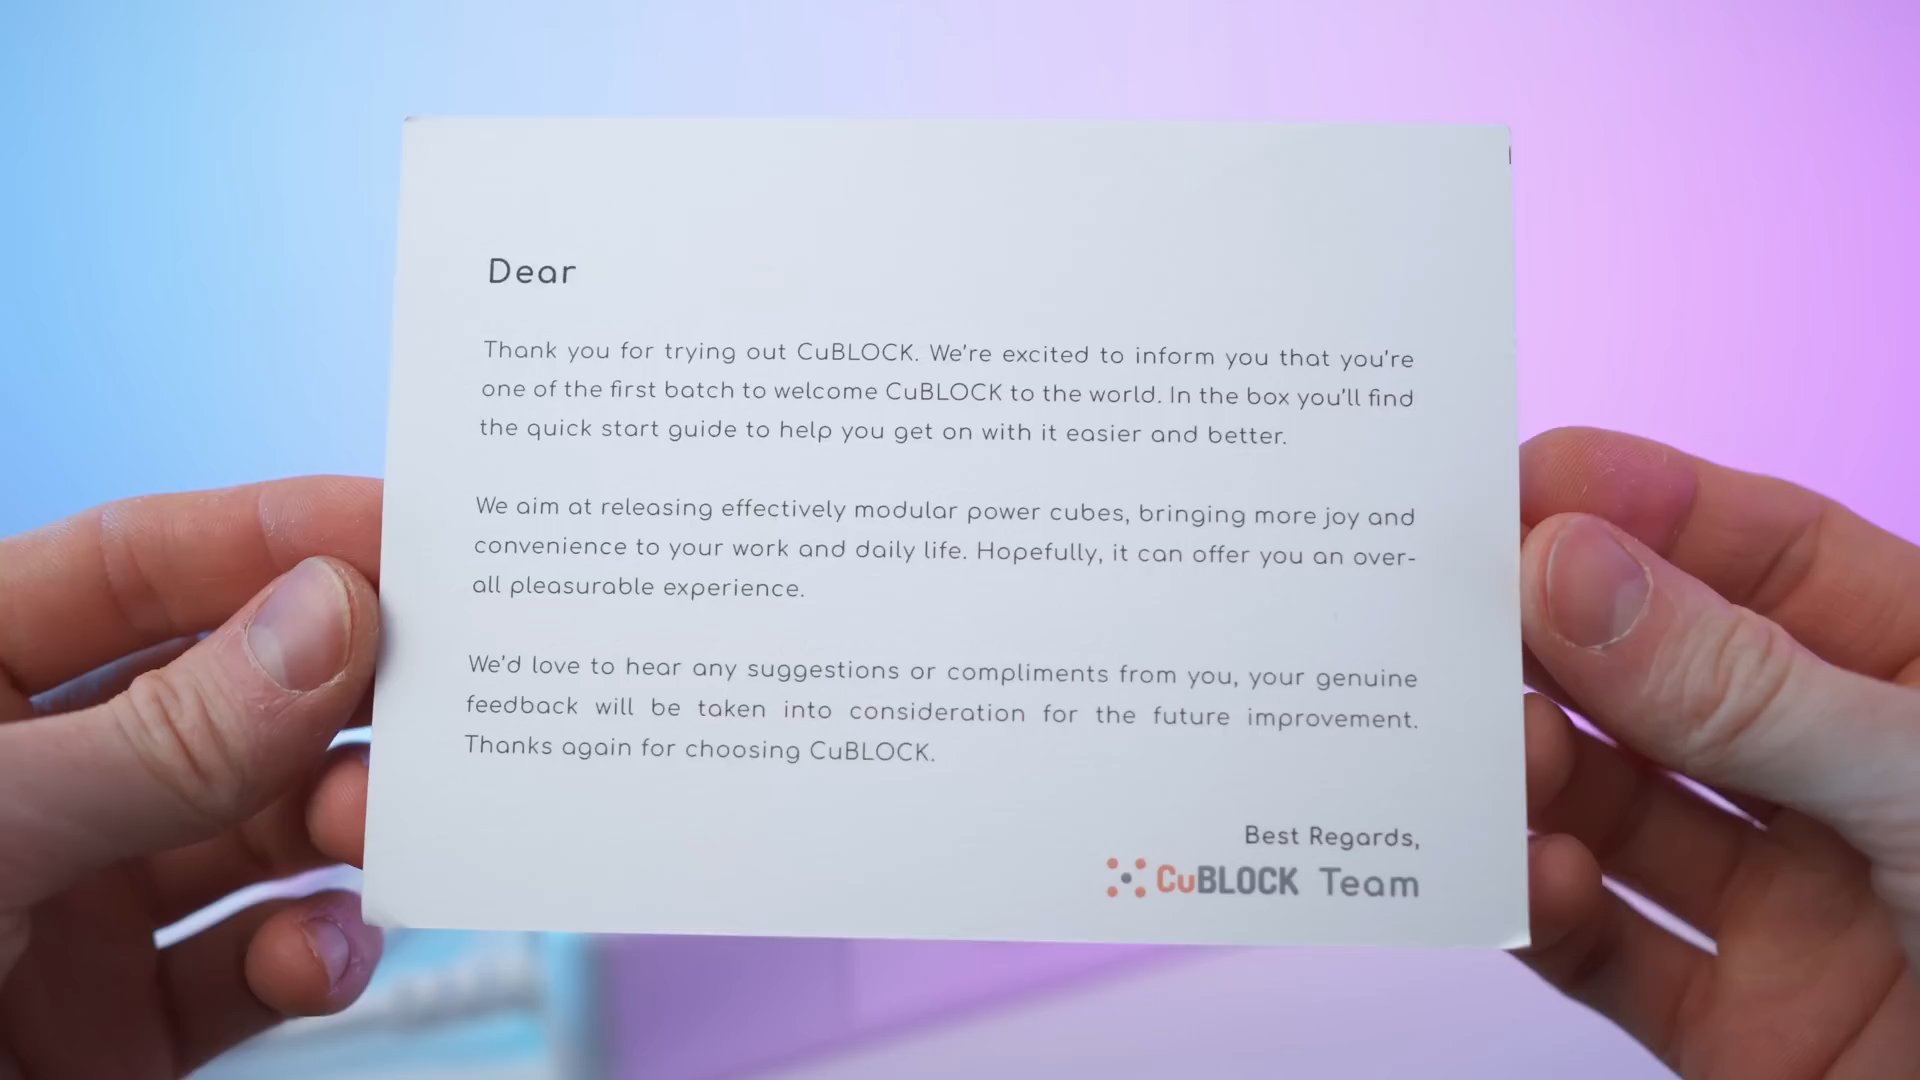 Dear
Thank you for trying out CuBLOCK. We're excited to inform you that you're
one of the first batch to welcome CuBLOCK to the world. In the box you'll find
the quick start guide to help you get on with it easier and better.
We aim at releasing effectively modular power cubes, bringing more joy and
convenience to your work and daily life. Hopefully, it can offer you an over-
all pleasurable experience.
We'd love to hear any suggestions or compliments from you, your genuine
feedback will be taken into consideration for the future improvement.
Thanks again for choosing CuBLOCK.
Best Regards,
CuBLOCK Team